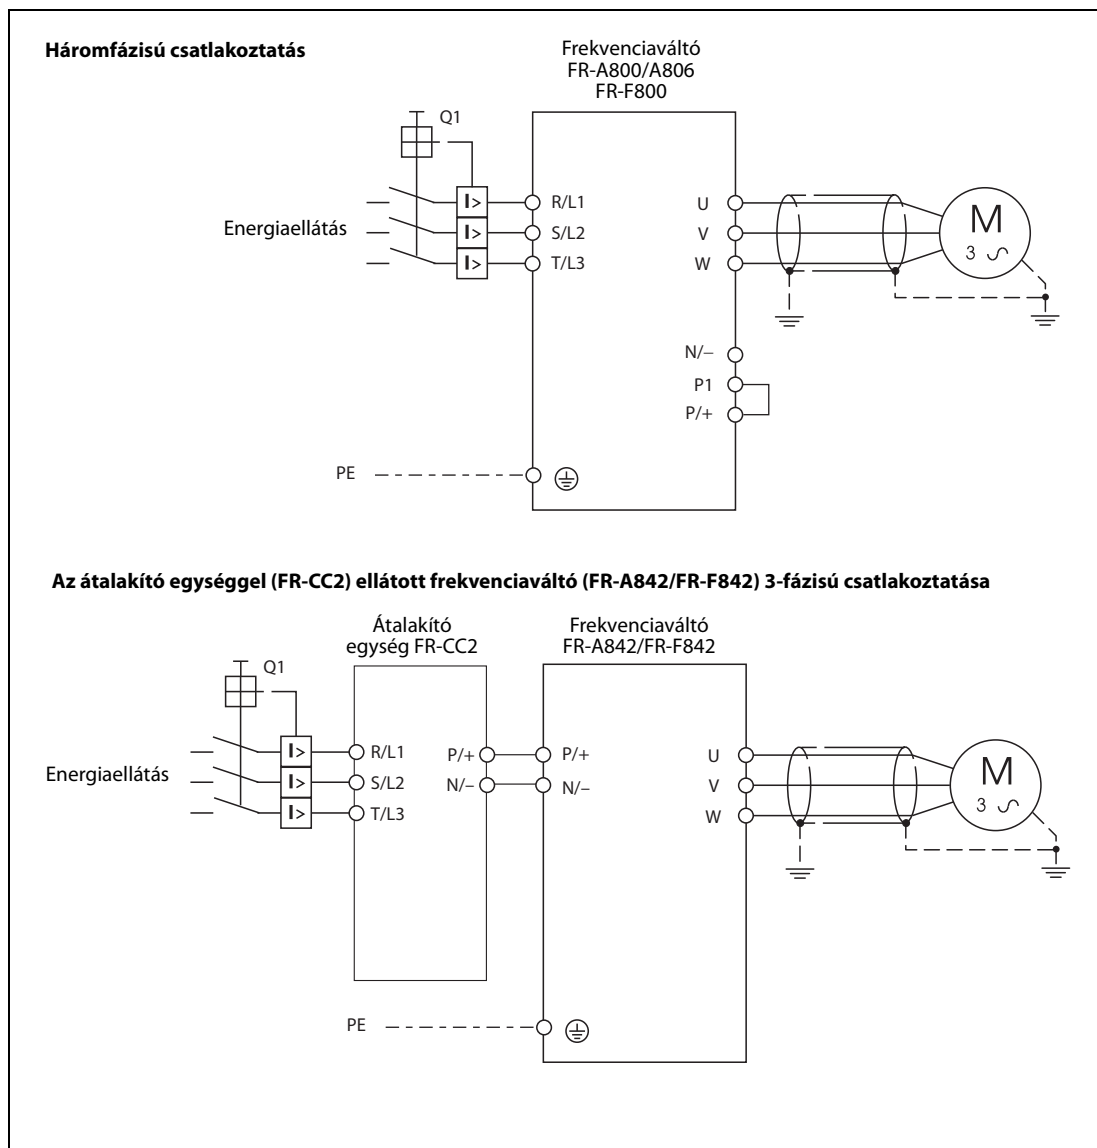 Háromfázisú csatlakoztatás
Frekvenciaváltó
FR-A800/A806
FR-F800
Q1
Energiaellátás
I>
I>
I>
R/L1
S/L2
T/L3
U
V
W
M
3
N/–
P1
P/+
PE
Az átalakító egységgel (FR-CC2) ellátott frekvenciaváltó (FR-A842/FR-F842) 3-fázisú csatlakoztatása
Átalakító
egység FR-CC2
Frekvenciaváltó
FR-A842/FR-F842
Q1
Energiaellátás
I>
I>
I>
R/L1
S/L2
T/L3
P/+
N/–
P/+
N/–
U
V
W
M
3
PE